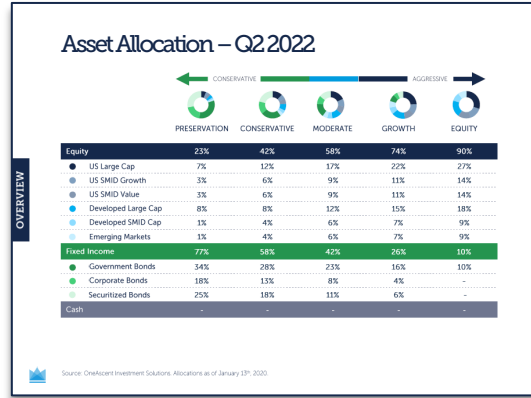 Asset Allocation – Q2 2022
CONSERVATIVE AGGRESSIVE
PRESERVATION CONSERVATIVE MODERATE GROWTH EQUITY
Equity 23% 42% 58% 74% 90%
US Large Cap 7% 12% 17% 22% 27%
US SMID Growth 3% 6% 9% 11% 14%
US SMID Value 3% 6% 9% 11% 14%
Developed Large Cap 8% 8% 12% 15% 18%
Developed SMID Cap 1% 4% 6% 7% 9%
Emerging Markets 1% 4% 6% 7% 9%
Fixed Income 77% 58% 42% 26% 10%
Government Bonds 34% 28% 23% 16% 10%
Corporate Bonds 18% 13% 8% 4% -
Securitized Bonds 25% 18% 11% 6% -
Cash - - - - -
OVERVIEW
Source: OneAscent Investment Solutions. Allocations as of January 13th, 2020.